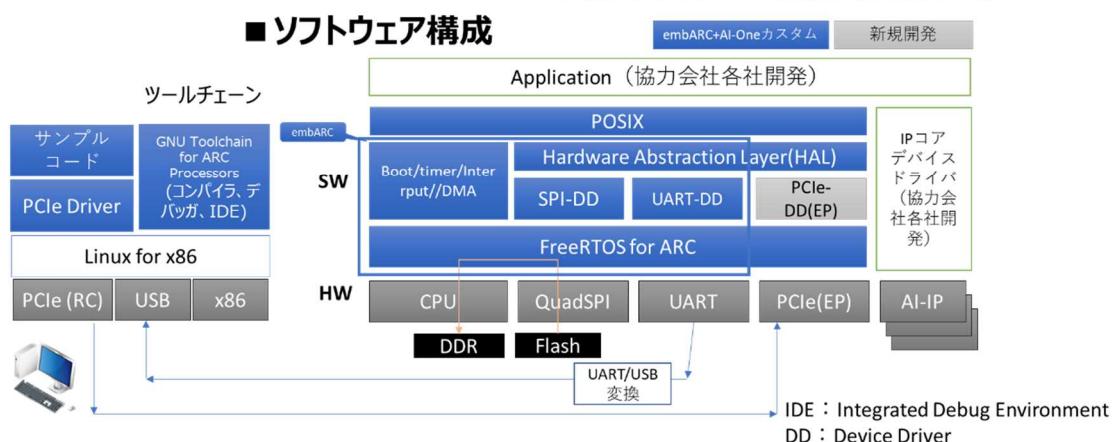 ■ソフトウェア構成
embARC+AI-Oneカスタム
新規開発
Application（協力会社各社開発）
ツールチェーン
サンプル
コード
GNU Toolchain
for ARC
Processors
（コンパイラ、デ
バッガ、IDE）
PCIe Driver
Linux for x86
PCIe (RC)
USB
x86
embARC
SW
HW
POSIX
Boot/timer/Inter
rput//DMA
Hardware Abstraction Layer(HAL)
SPI-DD
UART-DD
PCIe-
DD(EP)
FreeRTOS for ARC
IPコア
デバイス
ドライバ
（協力会
社各社開
発）
CPU
QuadSPI
UART
PCIe(EP)
AI-IP
DDR
Flash
UART/USB
変換
IDE：Integrated Debug Environment
DD：Device Driver